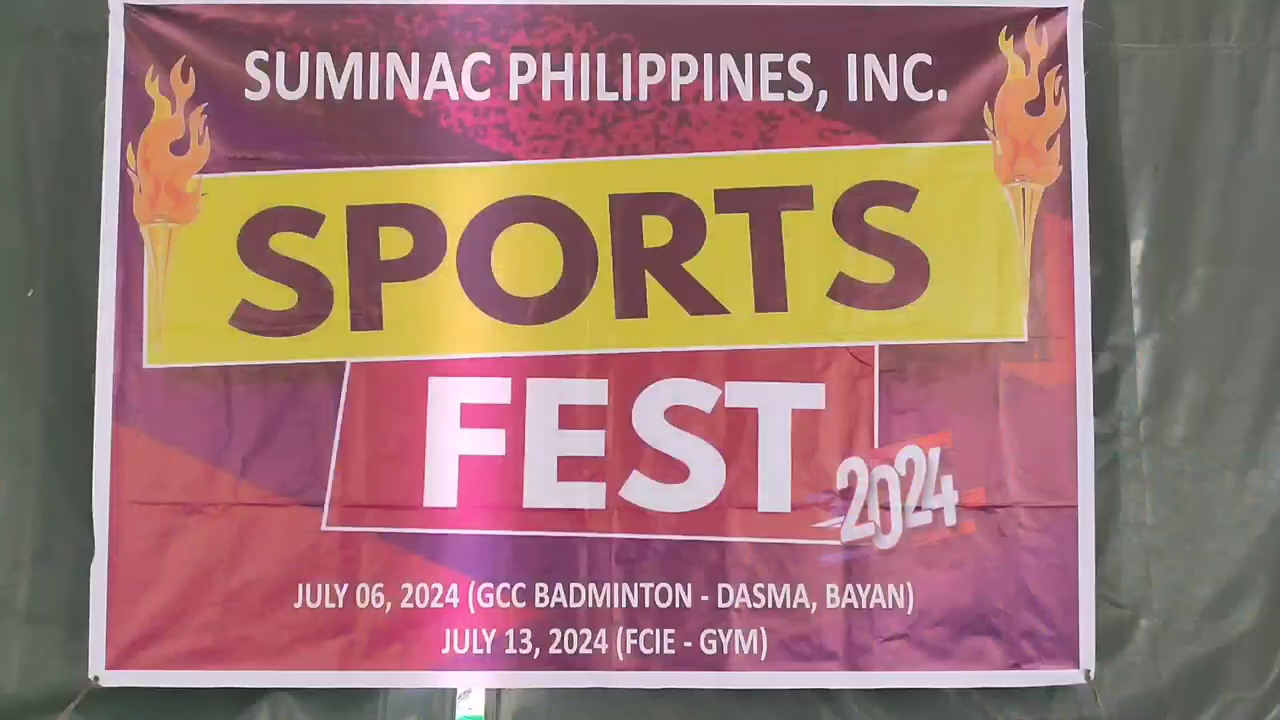 SUMINAC PHILIPPINES, INC.
SPORTS
FEST
2024
JULY 06, 2024 (GCC BADMINTON - DASMA, BAYAN)
JULY 13, 2024 (FCIE - GYM)